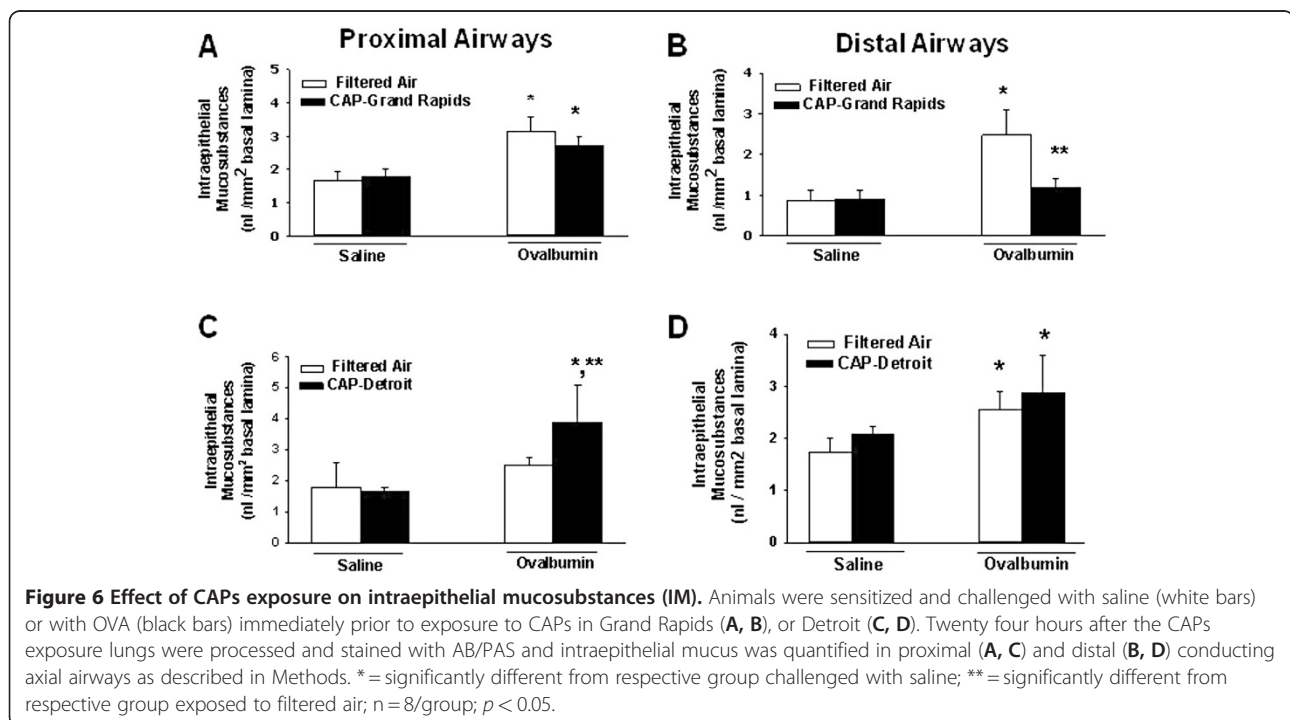 Proximal Airways
Distal Airways
A
Intraepithelial
Mucosubstances
(nl /mm² basal lamina)
5
4
3
2
1
0
Filtered Air
CAP-Grand Rapids
*
*
Saline
Ovalbumin
B
Intraepithelial
Mucosubstances
(nl /mm² basal lamina)
4
3
2
1
0
Filtered Air
CAP-Grand Rapids
*
**
Saline
Ovalbumin
C
Intraepithelial
Mucosubstances
(nl /mm² basal lamina)
6
5
4
3
2
1
0
Filtered Air
CAP-Detroit
*,**
Saline
Ovalbumin
D
Intraepithelial
Mucosubstances
(nl / mm2 basal lamina)
4
3
2
1
0
Filtered Air
CAP-Detroit
*
*
Saline
Ovalbumin
Figure 6 Effect of CAPs exposure on intraepithelial mucosubstances (IM). Animals were sensitized and challenged with saline (white bars)
or with OVA (black bars) immediately prior to exposure to CAPs in Grand Rapids (A, B), or Detroit (C, D). Twenty four hours after the CAPs
exposure lungs were processed and stained with AB/PAS and intraepithelial mucus was quantified in proximal (A, C) and distal (B, D) conducting
axial airways as described in Methods. * = significantly different from respective group challenged with saline; ** = significantly different from
respective group exposed to filtered air; n = 8/group; p < 0.05.